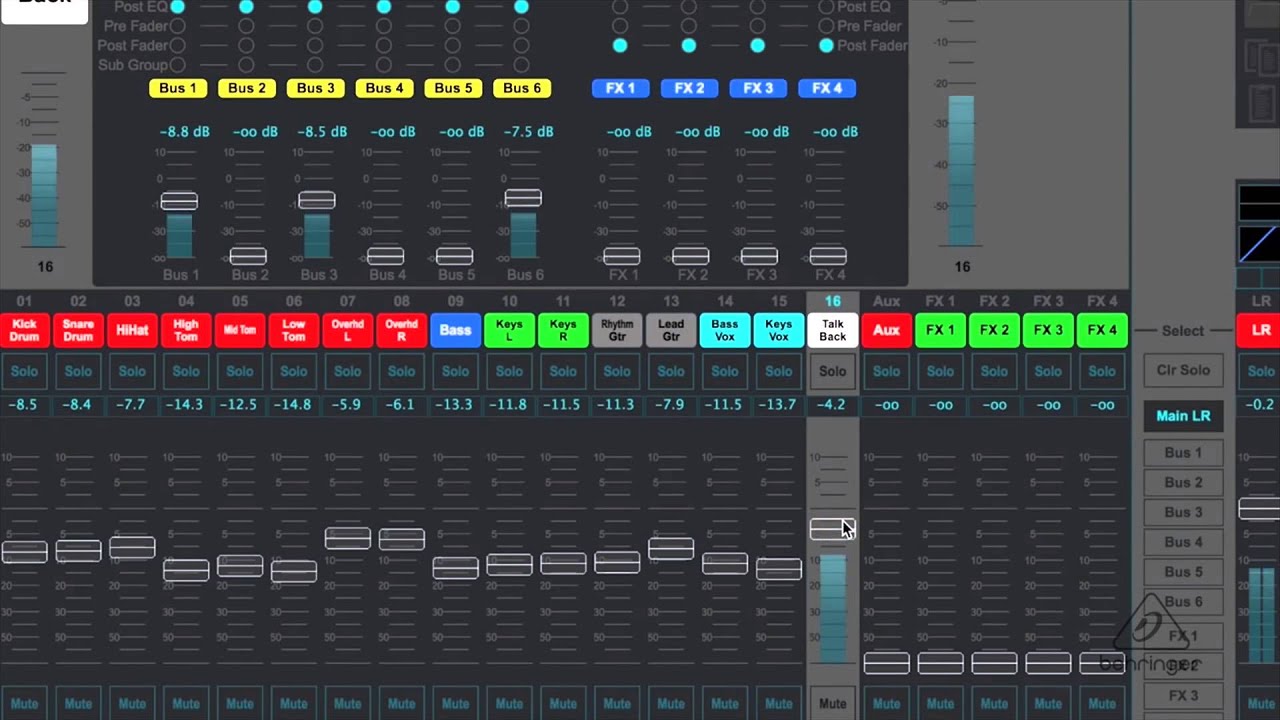 Back
Post EQ Post EQ
Pre Fader Pre Fader
Post Fader Post Fader
Sub Group
Bus 1 Bus 2 Bus 3 Bus 4 Bus 5 Bus 6 FX 1 FX 2 FX 3 FX 4
-8.8 dB -oo dB -8.5 dB -oo dB -oo dB -7.5 dB -oo dB -oo dB -oo dB -oo dB
Bus 1 Bus 2 Bus 3 Bus 4 Bus 5 Bus 6 FX 1 FX 2 FX 3 FX 4
16 16
01 02 03 04 05 06 07 08 09 10 11 12 13 14 15 16 Aux FX 1 FX 2 FX 3 FX 4 LR
Kick Drum Snare Drum HiHat High Tom Mid Tom Low Tom Overhd L Overhd R Bass Keys L Keys R Rhythm Gtr Lead Gtr Bass Vox Keys Vox Talk Back Aux FX 1 FX 2 FX 3 FX 4 Select LR
Solo Solo Solo Solo Solo Solo Solo Solo Solo Solo Solo Solo Solo Solo Solo Solo Solo Solo Solo Solo Solo Clr Solo Solo
-8.5 -8.4 -7.7 -14.3 -12.5 -14.8 -5.9 -6.1 -13.3 -11.8 -11.5 -11.3 -7.9 -11.5 -13.7 -4.2 -oo -oo -oo -oo -oo -0.2
Main LR
Bus 1
Bus 2
Bus 3
Bus 4
Bus 5
Bus 6
FX 1
FX 2
behringer
FX 3
Mute Mute Mute Mute Mute Mute Mute Mute Mute Mute Mute Mute Mute Mute Mute Mute Mute Mute Mute Mute Mute Mute